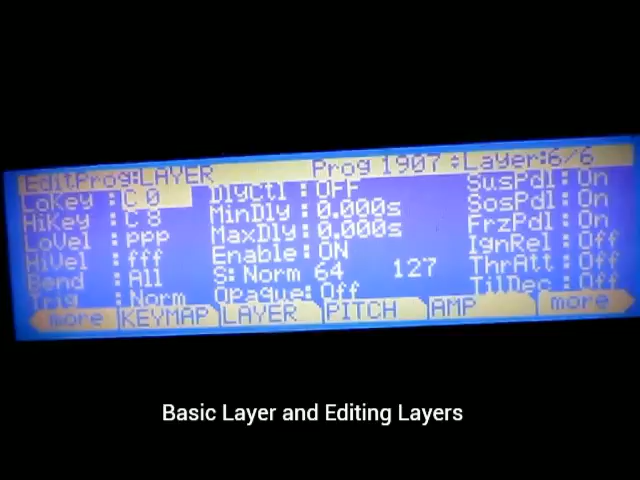 EditProg:LAYER Prog 1907 Layer:6/6
LoKey : C 0 DlyCtl : OFF SusPdl : On
HiKey : C 8 MinDly : 0.000s SosPdl : On
LoVel : ppp MaxDly : 0.000s FrzPdl : On
HiVel : fff Enable : ON IgnRel : Off
Bend : All S: Norm 64 127 ThrAtt : Off
Trig : Norm Opaque: Off TilDec : Off
more KEYMAP LAYER PITCH AMP more
Basic Layer and Editing Layers